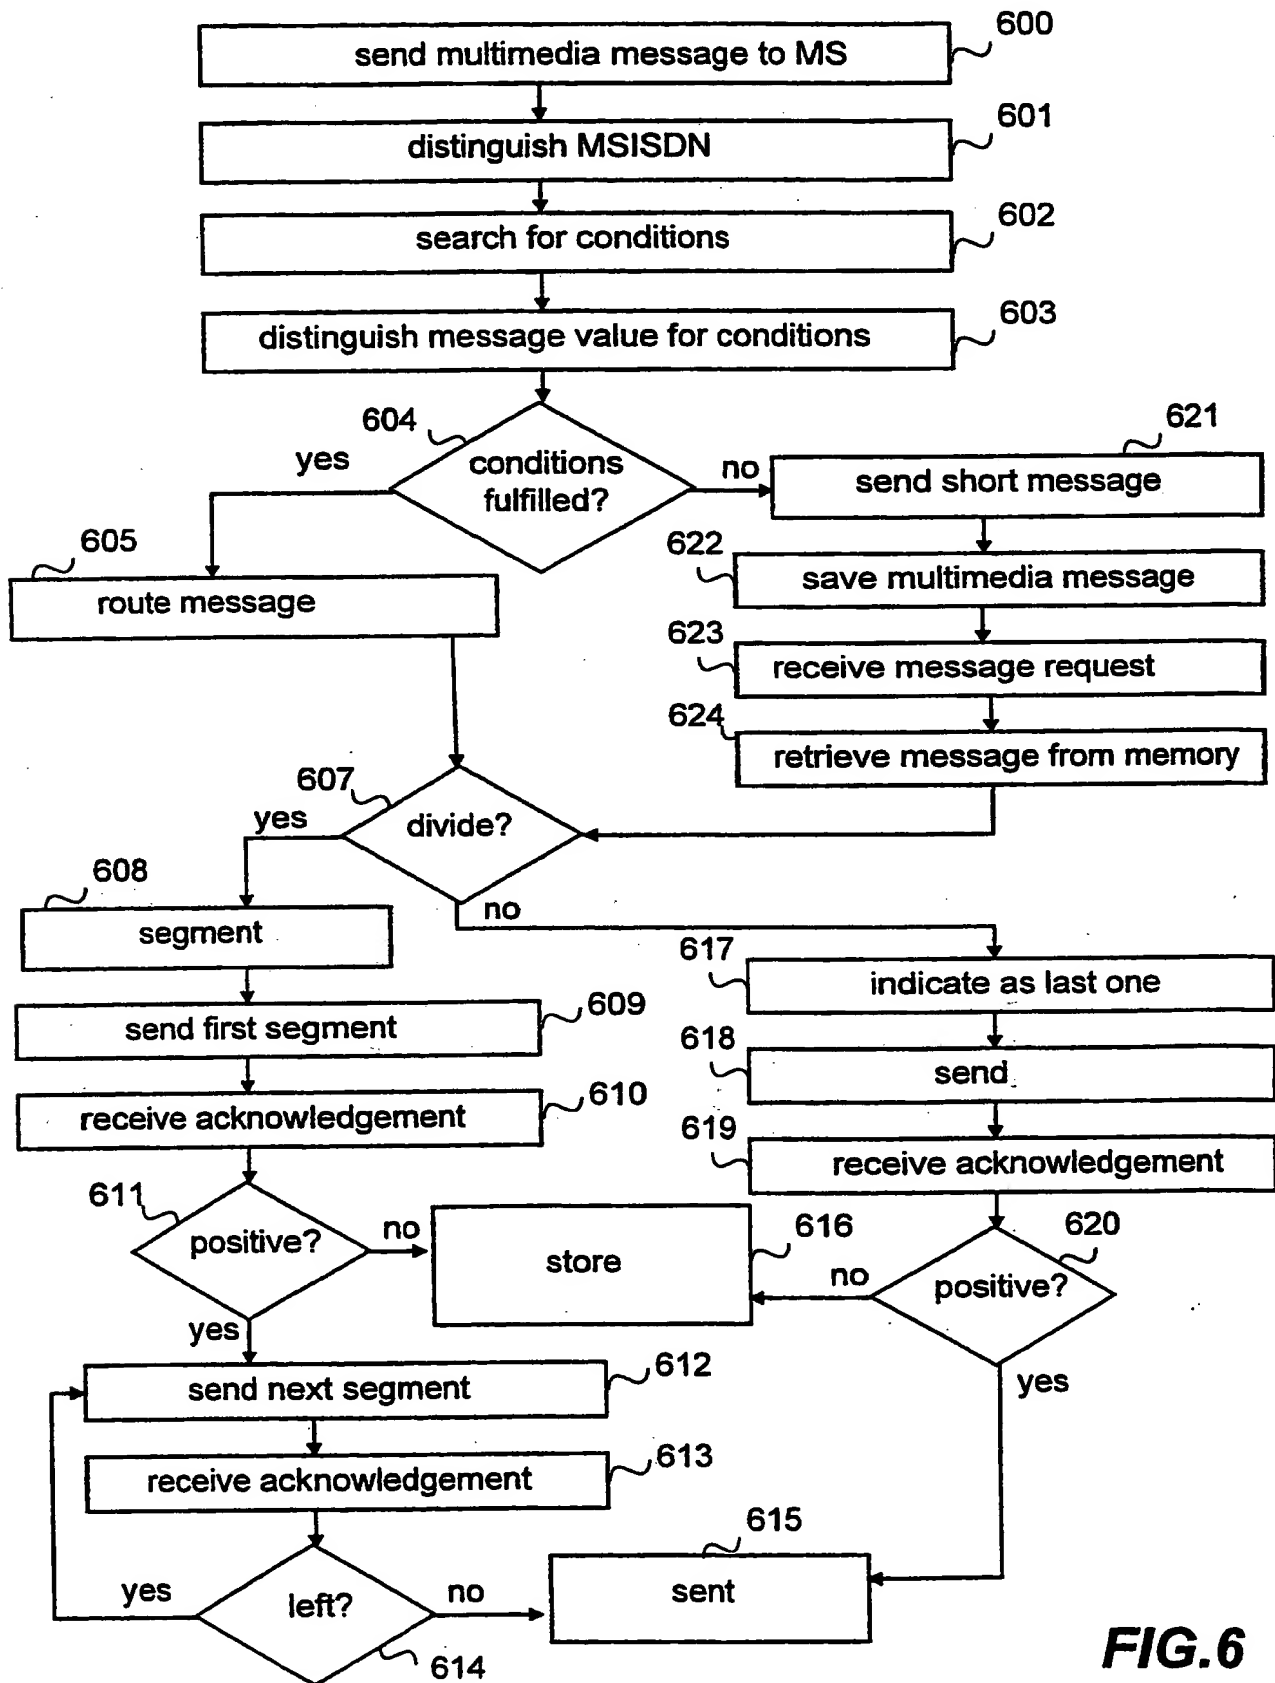 600
send multimedia message to MS
601
distinguish MSISDN
602
search for conditions
603
distinguish message value for conditions
604
conditions
fulfilled?
yes
no
621
send short message
605
route message
622
save multimedia message
623
receive message request
624
retrieve message from memory
607
divide?
yes
no
608
segment
617
indicate as last one
609
send first segment
618
send
610
receive acknowledgement
619
receive acknowledgement
611
positive?
no
616
store
620
positive?
no
yes
yes
612
send next segment
613
receive acknowledgement
615
sent
yes
left?
no
614
FIG.6